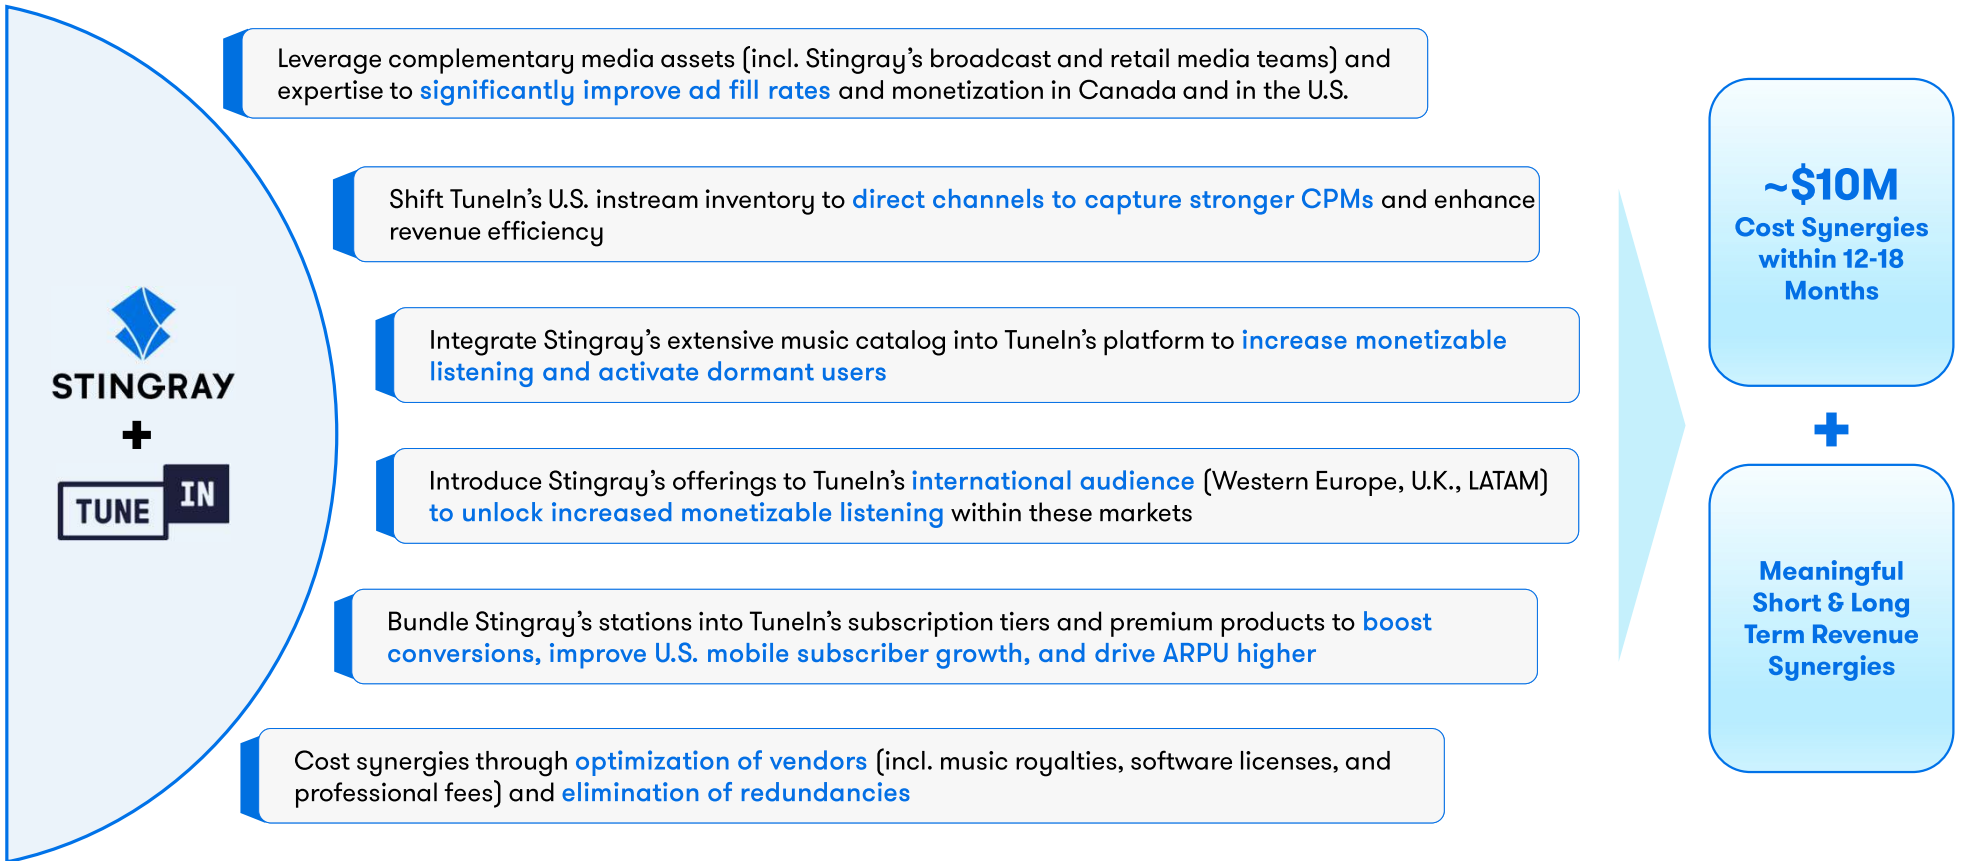 STINGRAY
+
TUNE IN
Leverage complementary media assets (incl. Stingray’s broadcast and retail media teams) and
expertise to significantly improve ad fill rates and monetization in Canada and in the U.S.
Shift TuneIn’s U.S. instream inventory to direct channels to capture stronger CPMs and enhance
revenue efficiency
Integrate Stingray’s extensive music catalog into TuneIn’s platform to increase monetizable
listening and activate dormant users
Introduce Stingray’s offerings to TuneIn’s international audience (Western Europe, U.K., LATAM)
to unlock increased monetizable listening within these markets
Bundle Stingray’s stations into TuneIn’s subscription tiers and premium products to boost
conversions, improve U.S. mobile subscriber growth, and drive ARPU higher
Cost synergies through optimization of vendors (incl. music royalties, software licenses, and
professional fees) and elimination of redundancies
~$10M
Cost Synergies
within 12-18
Months
+
Meaningful
Short & Long
Term Revenue
Synergies